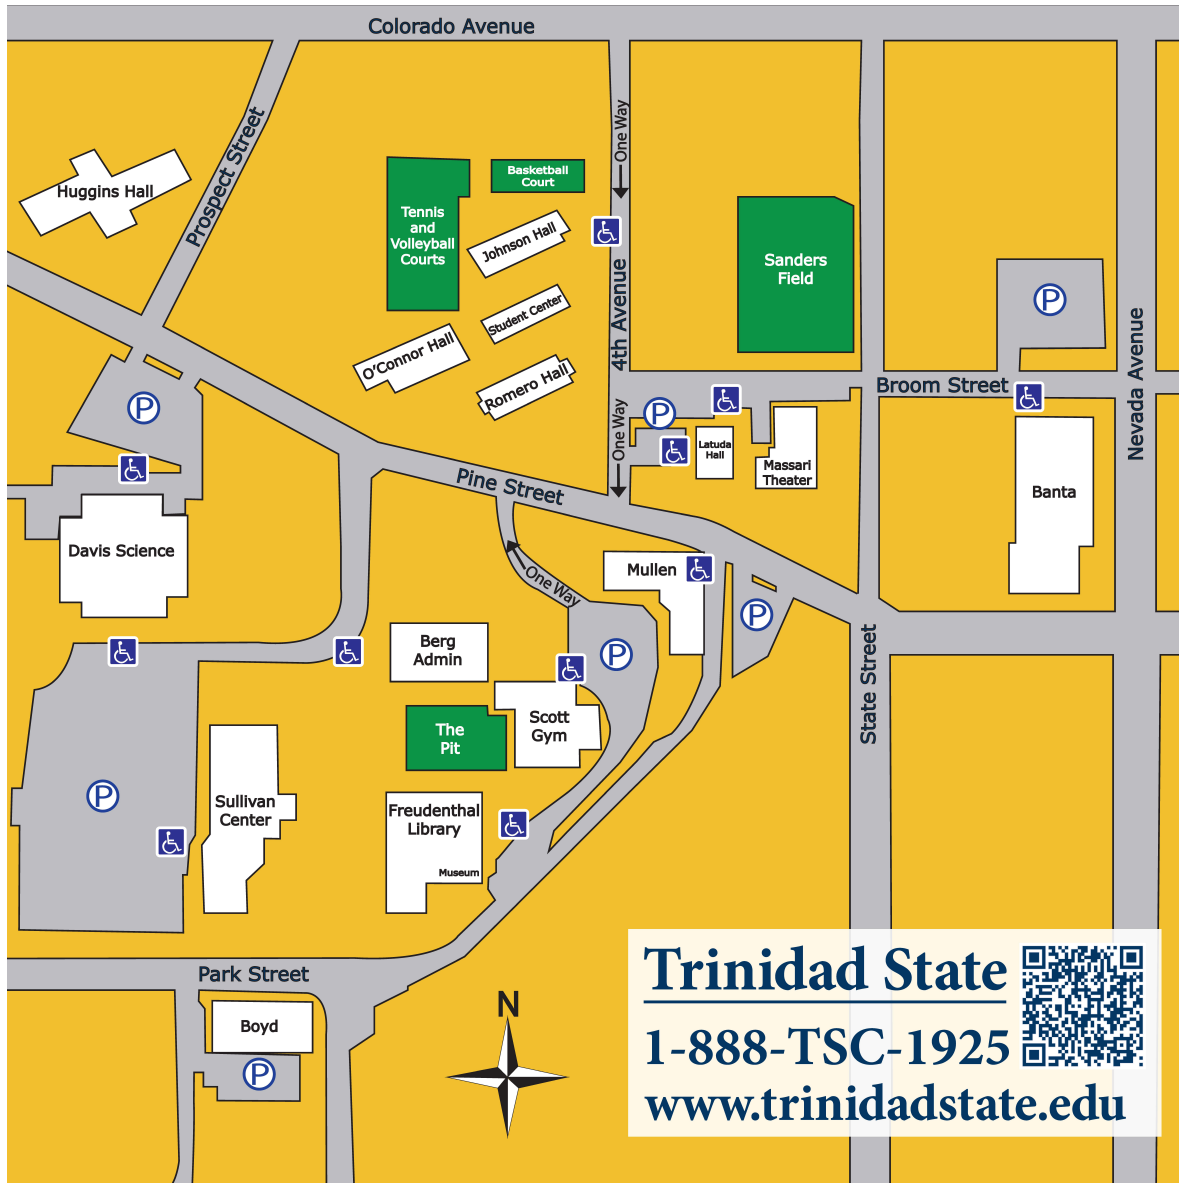 Colorado Avenue
One Way
Prospect Street
Huggins Hall
Basketball
Court
Tennis
and
Volleyball
Courts
Johnson Hall
Sanders
Field
4th Avenue
Student Center
P
Nevada Avenue
O'Connor Hall
Romero Hall
Broom Street
P
P
One Way
Latuda
Hall
Massari
Theater
Pine Street
Banta
Davis Science
One Way
Mullen
P
Berg
Admin
P
State Street
The
Pit
Scott
Gym
P
Sullivan
Center
Freudenthal
Library
Museum
Park Street
Boyd
P
N
Trinidad State
1-888-TSC-1925
www.trinidadstate.edu